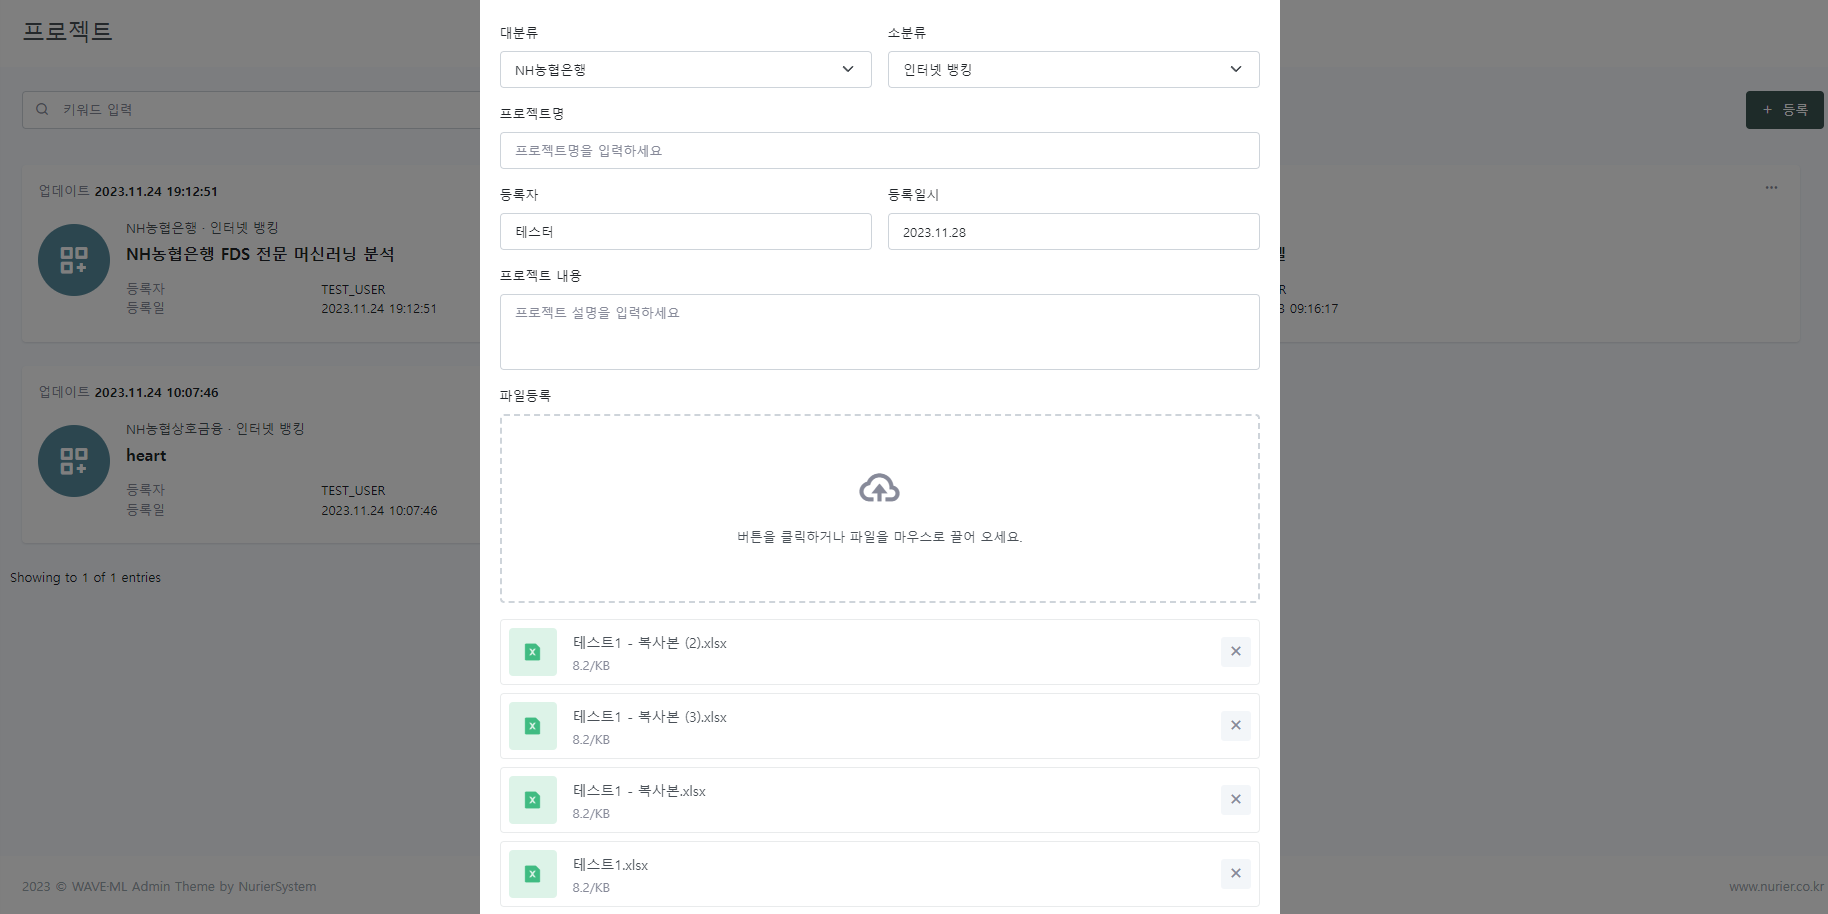 프로젝트
키워드 입력
+ 등록
업데이트 2023.11.24 19:12:51
NH농협은행 · 인터넷 뱅킹
NH농협은행 FDS 전문 머신러닝 분석
등록자 TEST_USER
등록일 2023.11.24 19:12:51
R
09:16:17
업데이트 2023.11.24 10:07:46
NH농협상호금융 · 인터넷 뱅킹
heart
등록자 TEST_USER
등록일 2023.11.24 10:07:46
Showing to 1 of 1 entries
대분류 소분류
NH농협은행 인터넷 뱅킹
프로젝트명
프로젝트명을 입력하세요
등록자 등록일시
테스터 2023.11.28
프로젝트 내용
프로젝트 설명을 입력하세요
파일등록
버튼을 클릭하거나 파일을 마우스로 끌어 오세요.
테스트1 - 복사본 (2).xlsx
8.2/KB
테스트1 - 복사본 (3).xlsx
8.2/KB
테스트1 - 복사본.xlsx
8.2/KB
테스트1.xlsx
8.2/KB
2023 © WAVE-ML Admin Theme by NurierSystem
www.nurier.co.kr